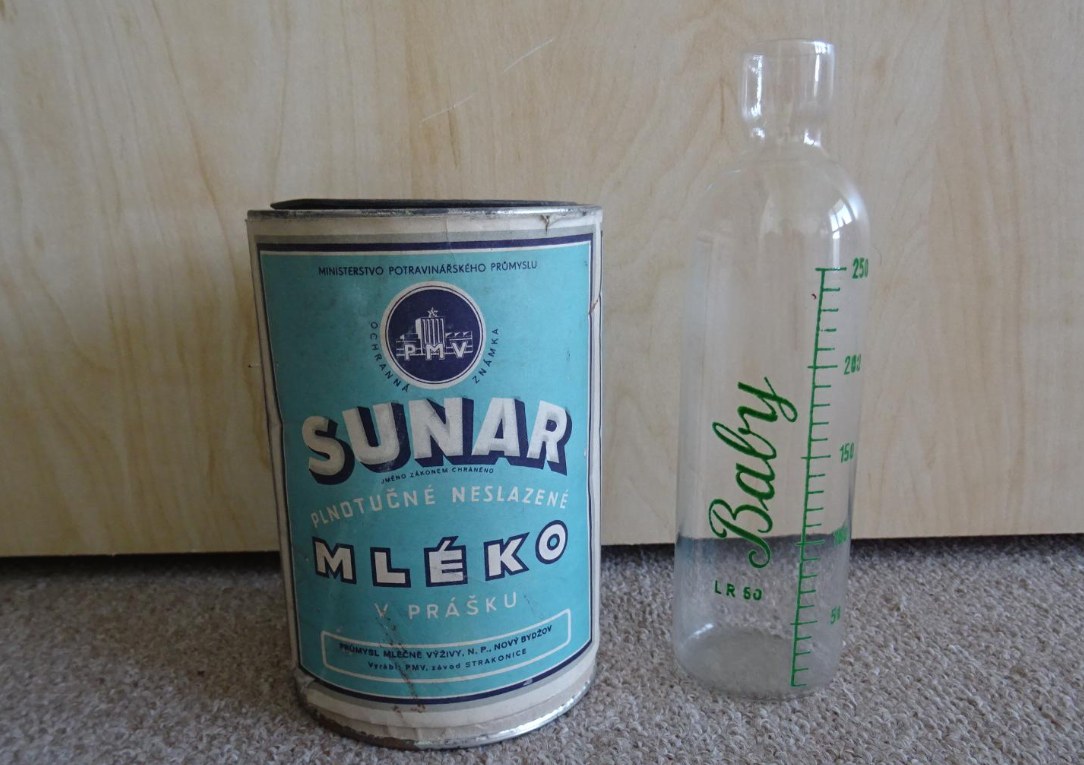 MINISTERSTVO POTRAVINÁŘSKÉHO PRŮMYSLU
PMV
OCHRANNÁ ZNÁMKA
SUNAR
JMÉNO ZÁKONEM CHRÁNĚNO
PLNOTUČNÉ NESLAZENÉ
MLÉKO
V PRÁŠKU
PRŮMYSL MLÉČNÉ VÝŽIVY, N. P., NOVÝ BYDŽOV
Vyrábí: PMV, závod STRAKONICE
250
200
150
100
50
Baby
LR 50